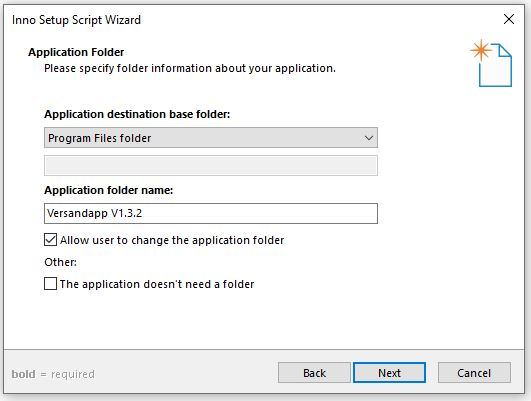 Inno Setup Script Wizard
Application Folder
Please specify folder information about your application.
Application destination base folder:
Program Files folder
Application folder name:
Versandapp V1.3.2
Allow user to change the application folder
Other:
The application doesn't need a folder
bold = required
Back
Next
Cancel